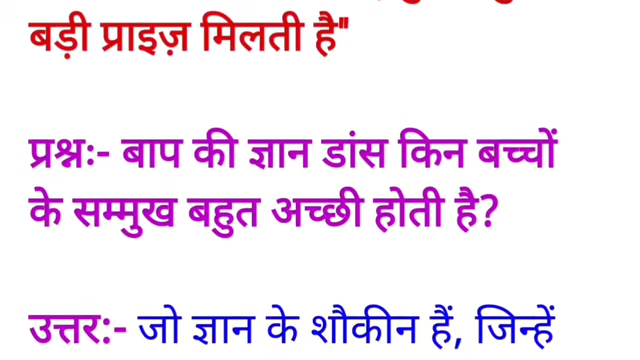 बड़ी प्राइज़ मिलती है"
प्रश्नः- बाप की ज्ञान डांस किन बच्चों
के सम्मुख बहुत अच्छी होती है?
उत्तर:- जो ज्ञान के शौकीन हैं, जिन्हें